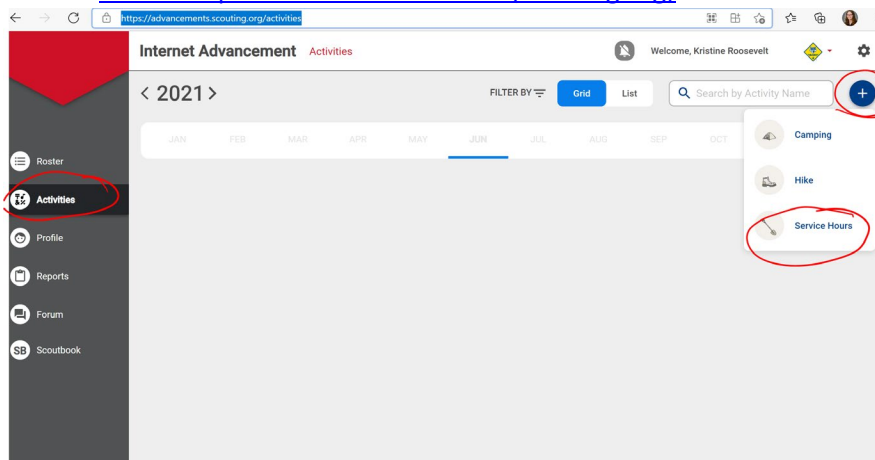 https://advancements.scouting.org/activities
Internet Advancement Activities
Welcome, Kristine Roosevelt
< 2021 >
FILTER BY
Grid
List
Search by Activity Name
+
JAN FEB MAR APR MAY JUN JUL AUG SEP OCT
Camping
Hike
Service Hours
Roster
Activities
Profile
Reports
Forum
SB Scoutbook